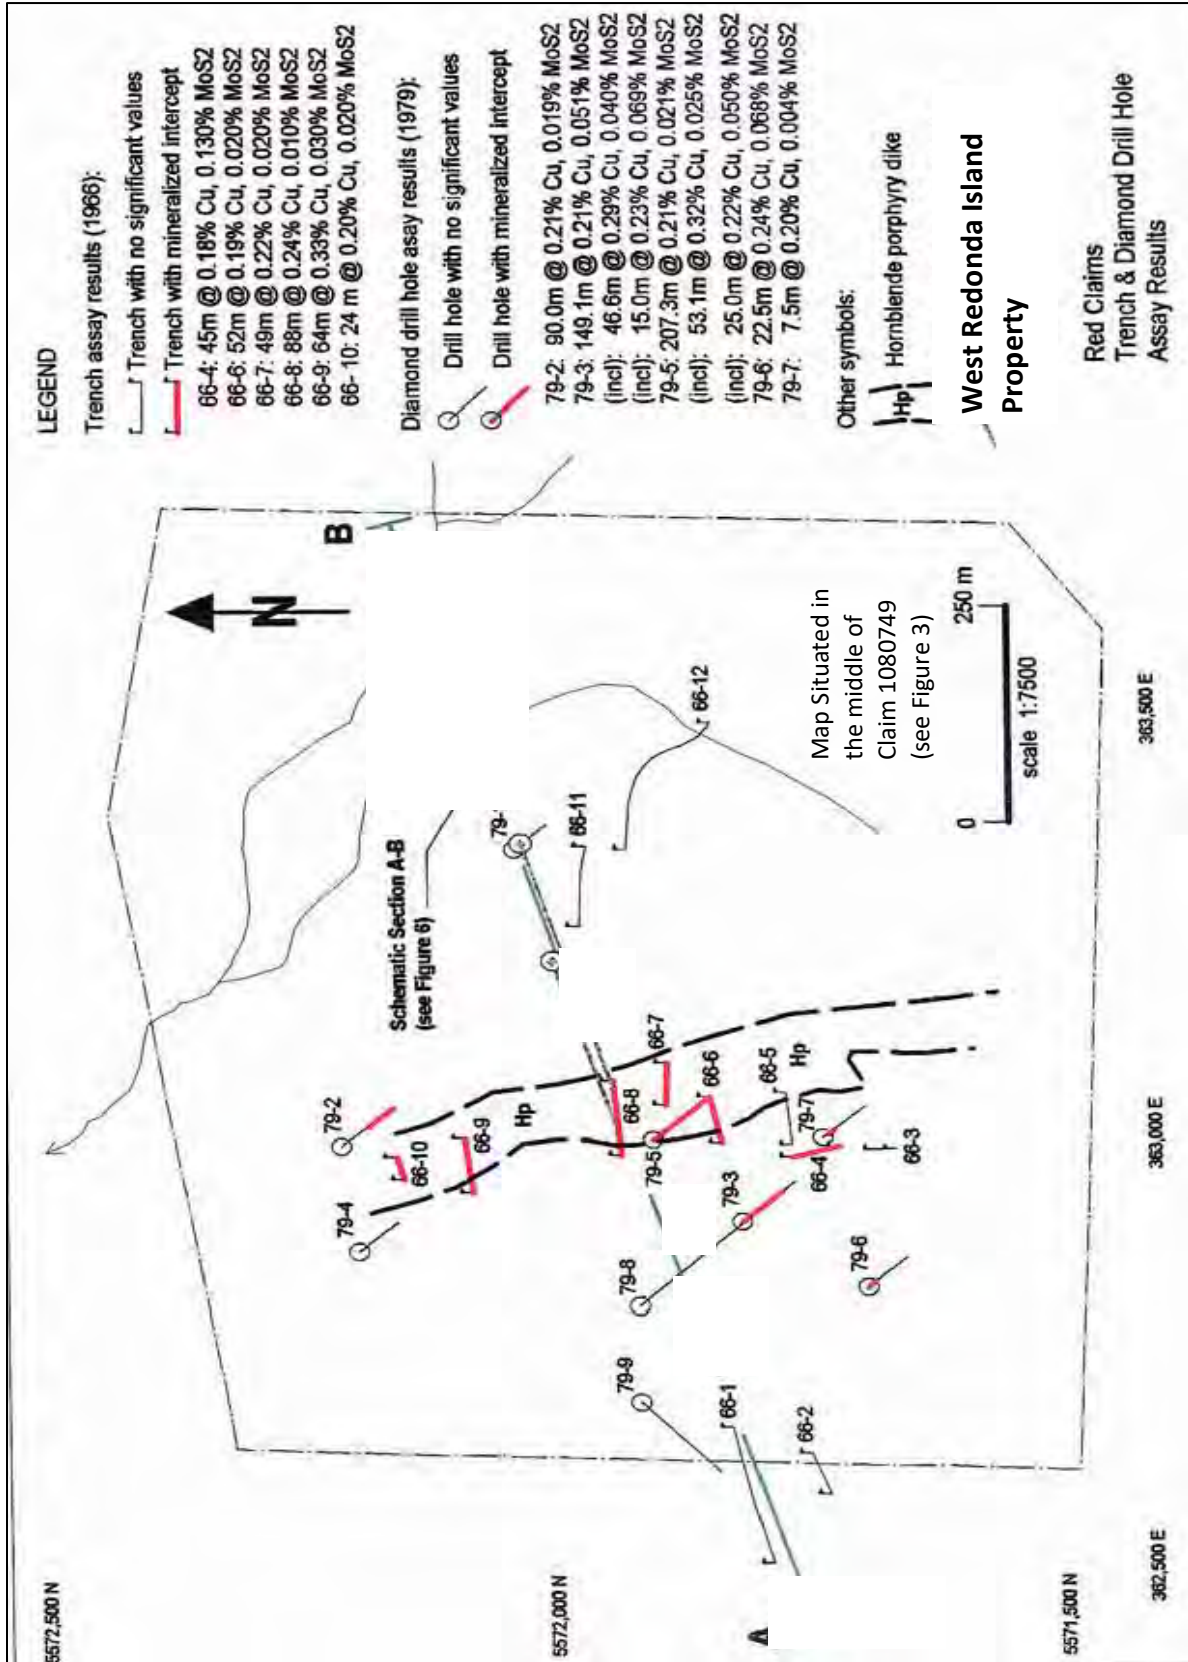 LEGEND
Trench assay results (1966):
Trench with no significant values
Trench with mineralized intercept
66-4: 45m @ 0.18% Cu, 0.130% MoS2
66-6: 52m @ 0.19% Cu, 0.020% MoS2
66-7: 49m @ 0.22% Cu, 0.020% MoS2
66-8: 88m @ 0.24% Cu, 0.010% MoS2
66-9: 64m @ 0.33% Cu, 0.030% MoS2
66-10: 24 m @ 0.20% Cu, 0.020% MoS2
Diamond drill hole assay results (1979):
Drill hole with no significant values
Drill hole with mineralized intercept
79-2: 90.0m @ 0.21% Cu, 0.019% MoS2
79-3: 149.1m @ 0.21% Cu, 0.051% MoS2
(incl): 46.6m @ 0.29% Cu, 0.040% MoS2
(incl): 15.0m @ 0.23% Cu, 0.069% MoS2
79-5: 207.3m @ 0.21% Cu, 0.021% MoS2
(incl): 53.1m @ 0.32% Cu, 0.025% MoS2
(incl): 25.0m @ 0.22% Cu, 0.050% MoS2
79-6: 22.5m @ 0.24% Cu, 0.068% MoS2
79-7: 7.5m @ 0.20% Cu, 0.004% MoS2
Other symbols:
Hp
Hornblende porphyry dike
West Redonda Island
Property
Red Claims
Trench & Diamond Drill Hole
Assay Results
B
N
Schematic Section A-B
(see Figure 6)
79-
66-11
66-12
Map Situated in
the middle of
Claim 1080749
(see Figure 3)
0
250 m
scale 1:7500
79-2
79-4
66-10
66-9
Hp
66-8
66-7
66-6
66-5
Hp
79-5
79-7
79-3
66-4
66-3
79-8
79-6
79-9
66-1
66-2
A
5572,500 N
5572,000 N
5571,500 N
362,500 E
363,000 E
363,500 E